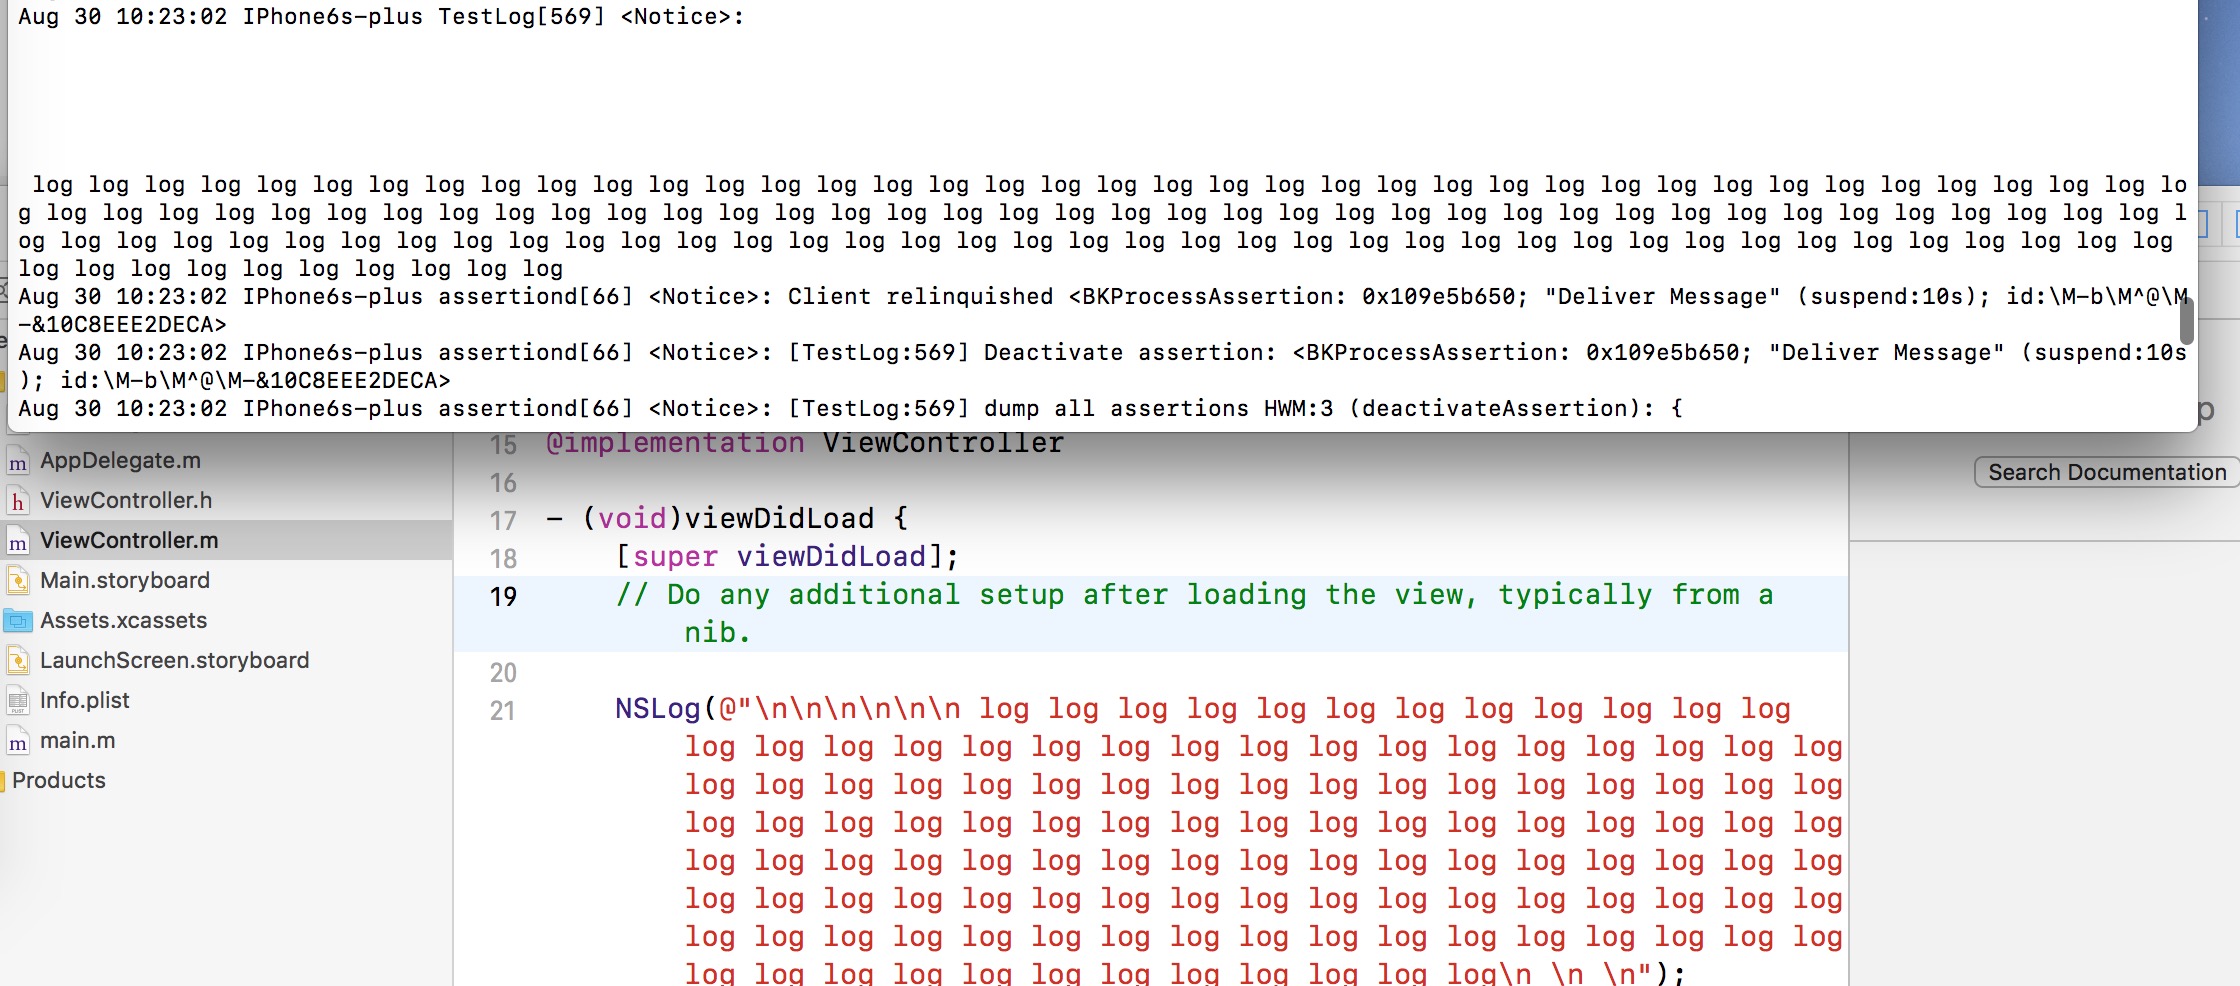 Aug 30 10:23:02 IPhone6s-plus TestLog[569] <Notice>:
log log log log log log log log log log log log log log log log log log log log log log log log log log log log log log log log log log log log log log lo
g log log log log log log log log log log log log log log log log log log log log log log log log log log log log log log log log log log log log log log l
og log log log log log log log log log log log log log log log log log log log log log log log log log log log log log log log log log log log log log log
log log log log log log log log log log
Aug 30 10:23:02 IPhone6s-plus assertiond[66] <Notice>: Client relinquished <BKProcessAssertion: 0x109e5b650; "Deliver Message" (suspend:10s); id:\M-b\M^@\M
-&10C8EEE2DECA>
Aug 30 10:23:02 IPhone6s-plus assertiond[66] <Notice>: [TestLog:569] Deactivate assertion: <BKProcessAssertion: 0x109e5b650; "Deliver Message" (suspend:10s
); id:\M-b\M^@\M-&10C8EEE2DECA>
Aug 30 10:23:02 IPhone6s-plus assertiond[66] <Notice>: [TestLog:569] dump all assertions HWM:3 (deactivateAssertion): {
AppDelegate.m
ViewController.h
ViewController.m
Main.storyboard
Assets.xcassets
LaunchScreen.storyboard
Info.plist
main.m
Products
15 @implementation ViewController
16
17 - (void)viewDidLoad {
18 [super viewDidLoad];
19 // Do any additional setup after loading the view, typically from a
nib.
20
21 NSLog(@"\n\n\n\n\n\n log log log log log log log log log log log log
log log log log log log log log log log log log log log log log log
log log log log log log log log log log log log log log log log log
log log log log log log log log log log log log log log log log log
log log log log log log log log log log log log log log log log log
log log log log log log log log log log log log log log log log log
log log log log log log log log log log log log log log log log log
log log log log log log log log log log log log\n \n \n");
Search Documentation